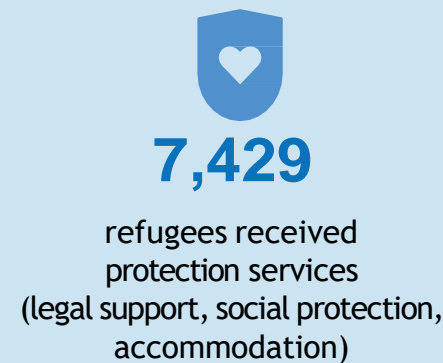 7,429
refugees received
protection services
(legal support, social protection,
accommodation)